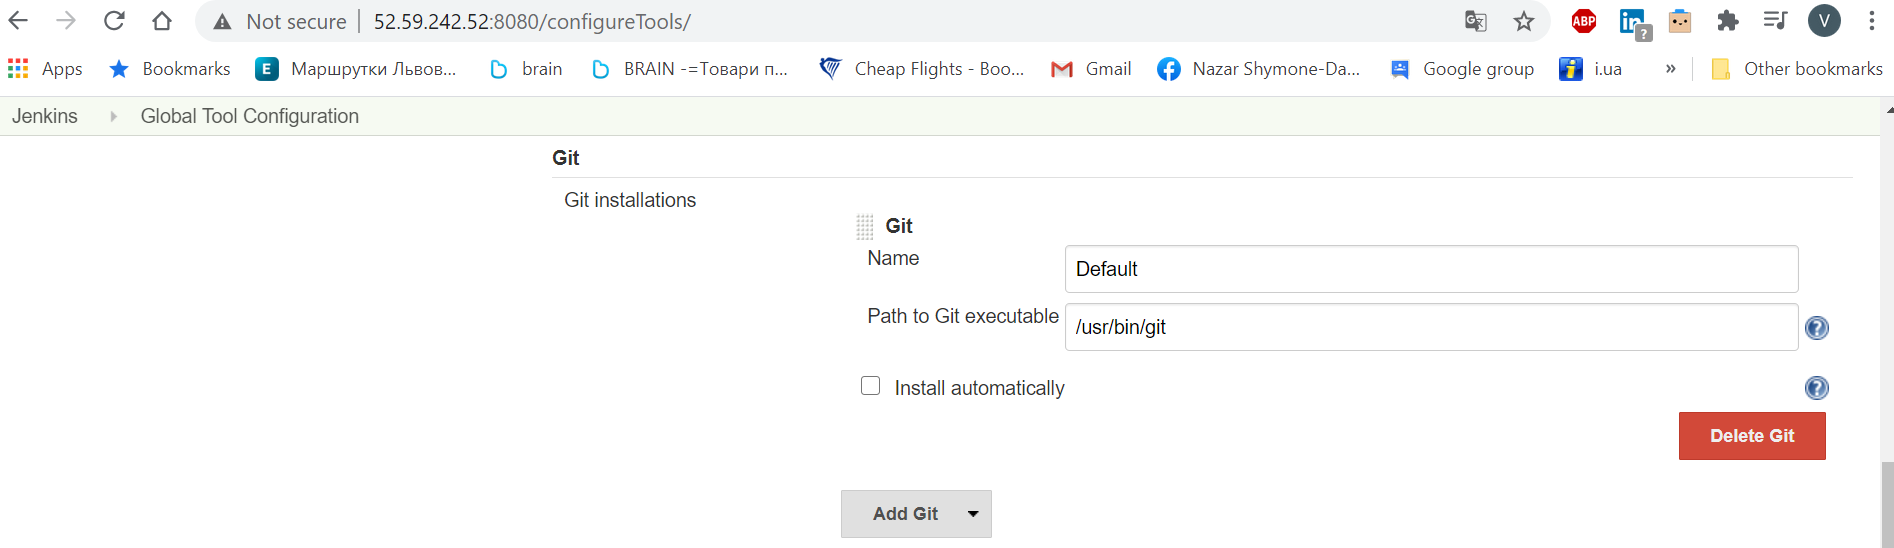 Not secure | 52.59.242.52:8080/configureTools/
ABP in ? V
Apps Bookmarks E Маршрутки Львов... brain BRAIN -=Товари п... Cheap Flights - Boo... Gmail Nazar Shymone-Da... Google group i.ua » Other bookmarks
Jenkins Global Tool Configuration
Git
Git installations
Git
Name Default
Path to Git executable /usr/bin/git ?
Install automatically ?
Delete Git
Add Git